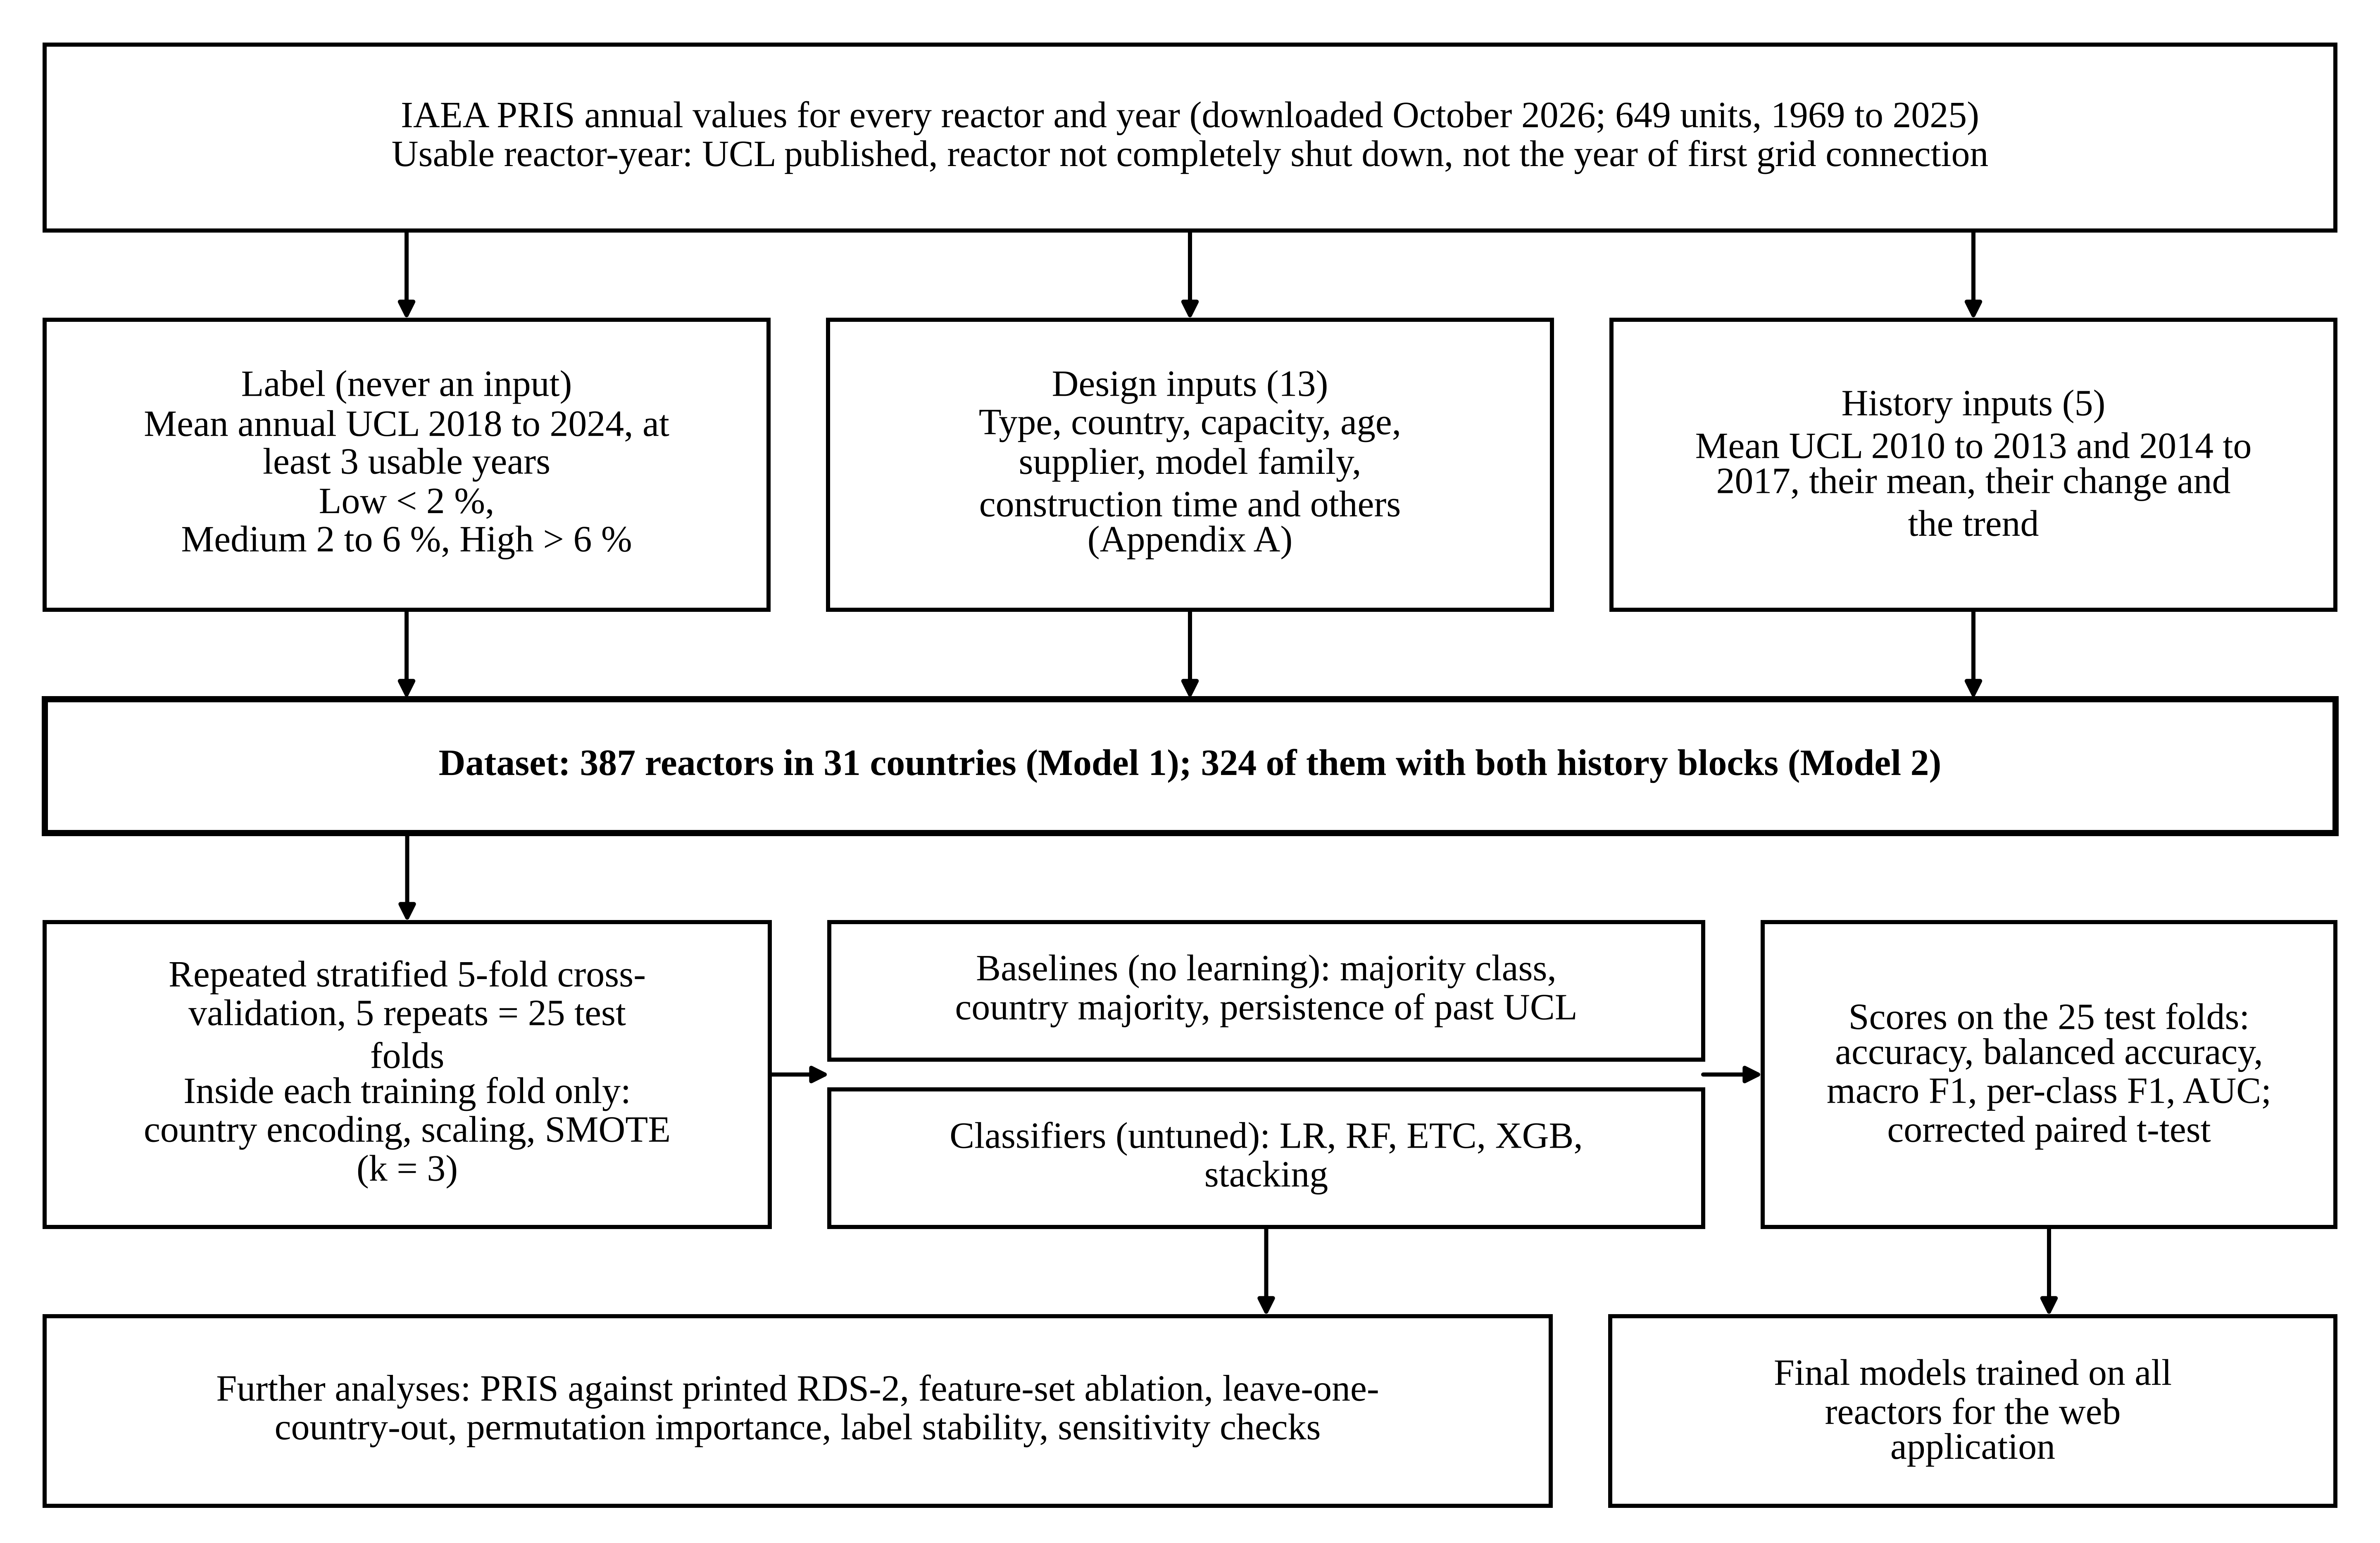 IAEA PRIS annual values for every reactor and year (downloaded October 2026; 649 units, 1969 to 2025)
Usable reactor-year: UCL published, reactor not completely shut down, not the year of first grid connection
Label (never an input)
Mean annual UCL 2018 to 2024, at
least 3 usable years
Low < 2 %,
Medium 2 to 6 %, High > 6 %
Design inputs (13)
Type, country, capacity, age,
supplier, model family,
construction time and others
(Appendix A)
History inputs (5)
Mean UCL 2010 to 2013 and 2014 to
2017, their mean, their change and
the trend
Dataset: 387 reactors in 31 countries (Model 1); 324 of them with both history blocks (Model 2)
Repeated stratified 5-fold cross-
validation, 5 repeats = 25 test
folds
Inside each training fold only:
country encoding, scaling, SMOTE
(k = 3)
Baselines (no learning): majority class,
country majority, persistence of past UCL
Classifiers (untuned): LR, RF, ETC, XGB,
stacking
Scores on the 25 test folds:
accuracy, balanced accuracy,
macro F1, per-class F1, AUC;
corrected paired t-test
Further analyses: PRIS against printed RDS-2, feature-set ablation, leave-one-
country-out, permutation importance, label stability, sensitivity checks
Final models trained on all
reactors for the web
application